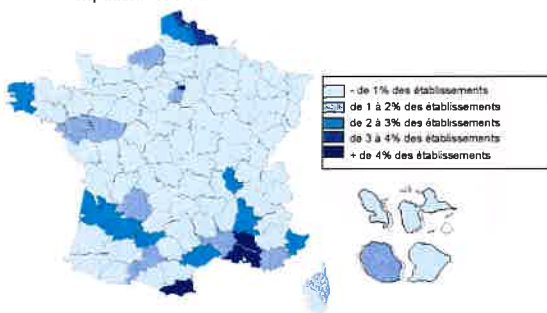 - de 1% des établissements
de 1 à 2% des établissements
de 2 à 3% des établissements
de 3 à 4% des établissements
+ de 4% des établissements